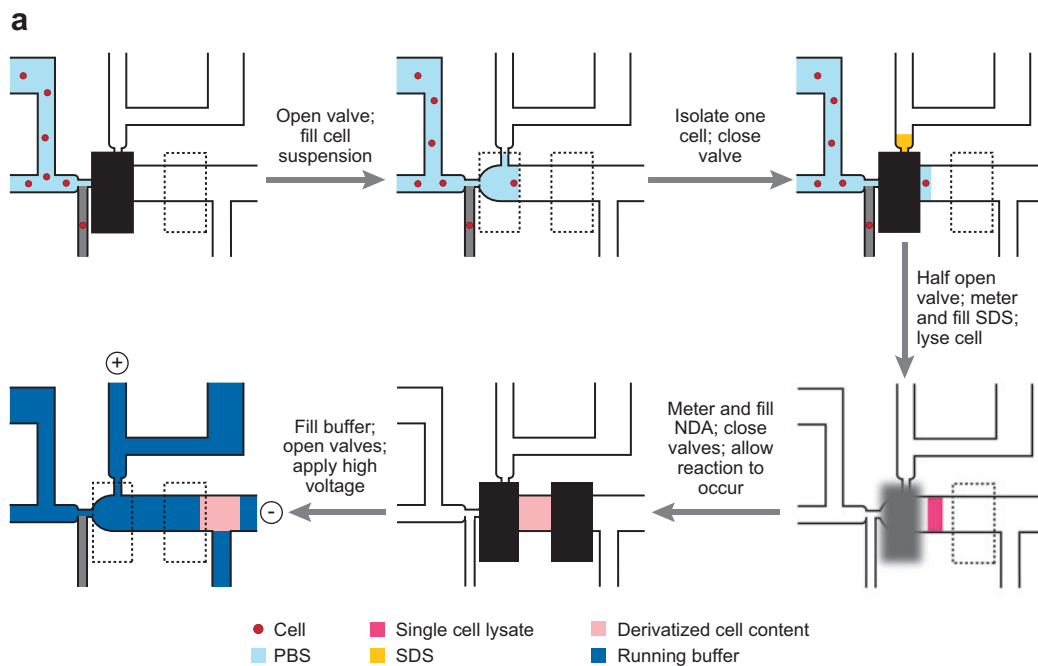 a
Open valve;
fill cell
suspension
Isolate one
cell; close
valve
Half open
valve; meter
and fill SDS;
lyse cell
Meter and fill
NDA; close
valves; allow
reaction to
occur
Fill buffer;
open valves;
apply high
voltage
+
-
Cell
Single cell lysate
Derivatized cell content
PBS
SDS
Running buffer